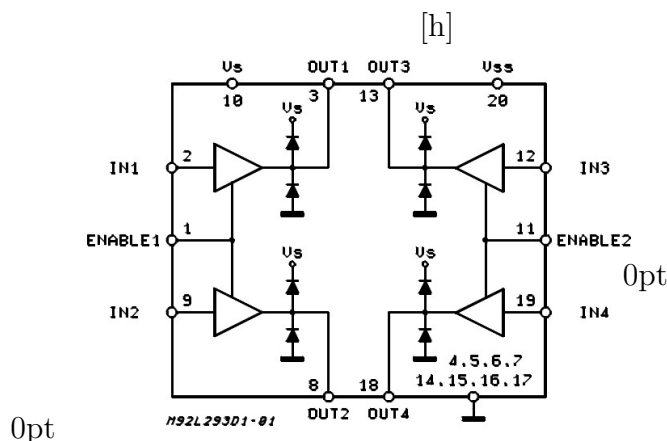 [h]
Vs OUT1 OUT3 Vss
10 3 13 20
Vs Vs
IN1 2 12 IN3
ENABLE1 1 11 ENABLE2
Vs Vs
0pt
IN2 9 19 IN4
4.5.6.7
14.15.16.17
8 18
M92L293D1-01 OUT2 OUT4
0pt